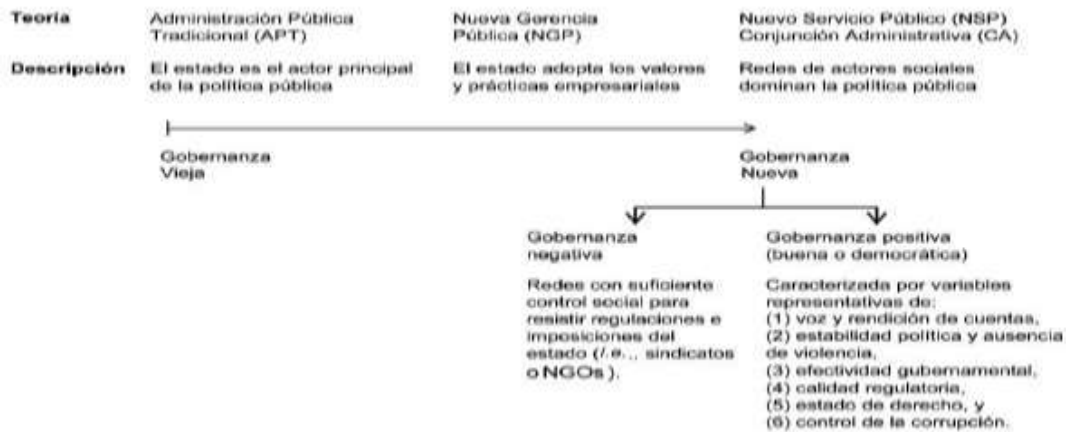 Teoría
Administración Pública
Tradicional (APT)
Nueva Gerencia
Pública (NGP)
Nuevo Servicio Público (NSP)
Conjunción Administrativa (CA)
Descripción
El estado es el actor principal
de la política pública
El estado adopta los valores
y prácticas empresariales
Redes de actores sociales
dominan la política pública
Gobernanza
Vieja
Gobernanza
Nueva
Gobernanza
negativa
Redes con suficiente
control social para
resistir regulaciones e
imposiciones del
estado (i.e.., sindicatos
o NGOs).
Gobernanza positiva
(buena o democrática)
Caracterizada por variables
representativas de:
(1) voz y rendición de cuentas,
(2) estabilidad política y ausencia
de violencia,
(3) efectividad gubernamental,
(4) calidad regulatoria,
(5) estado de derecho, y
(6) control de la corrupción.